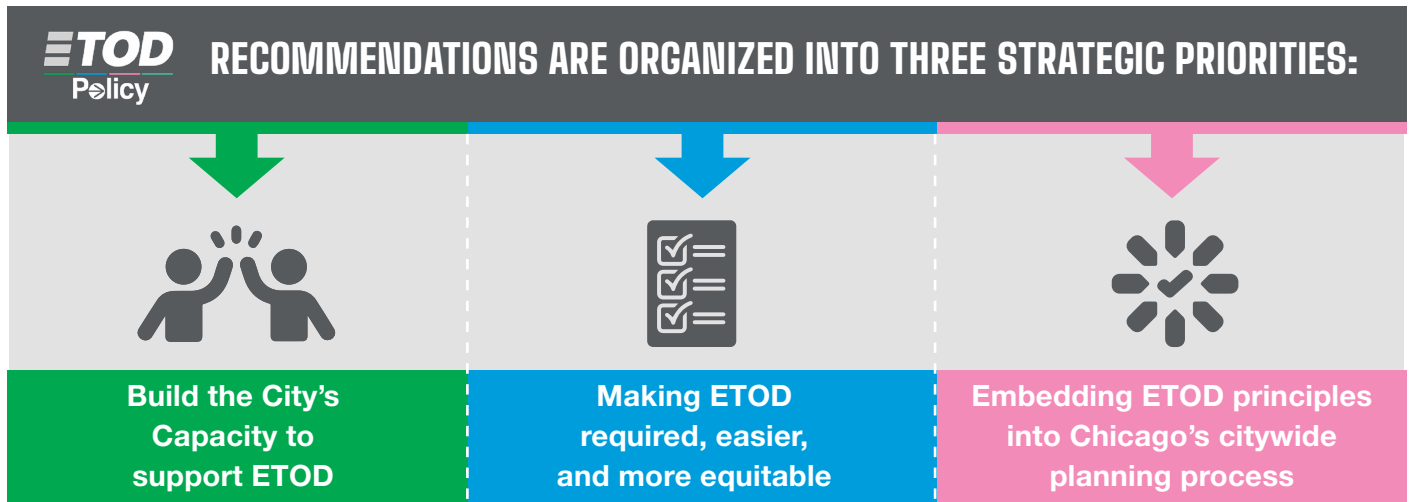 ETOD
Policy
RECOMMENDATIONS ARE ORGANIZED INTO THREE STRATEGIC PRIORITIES:
Build the City’s
Capacity to
support ETOD
Making ETOD
required, easier,
and more equitable
Embedding ETOD principles
into Chicago’s citywide
planning process